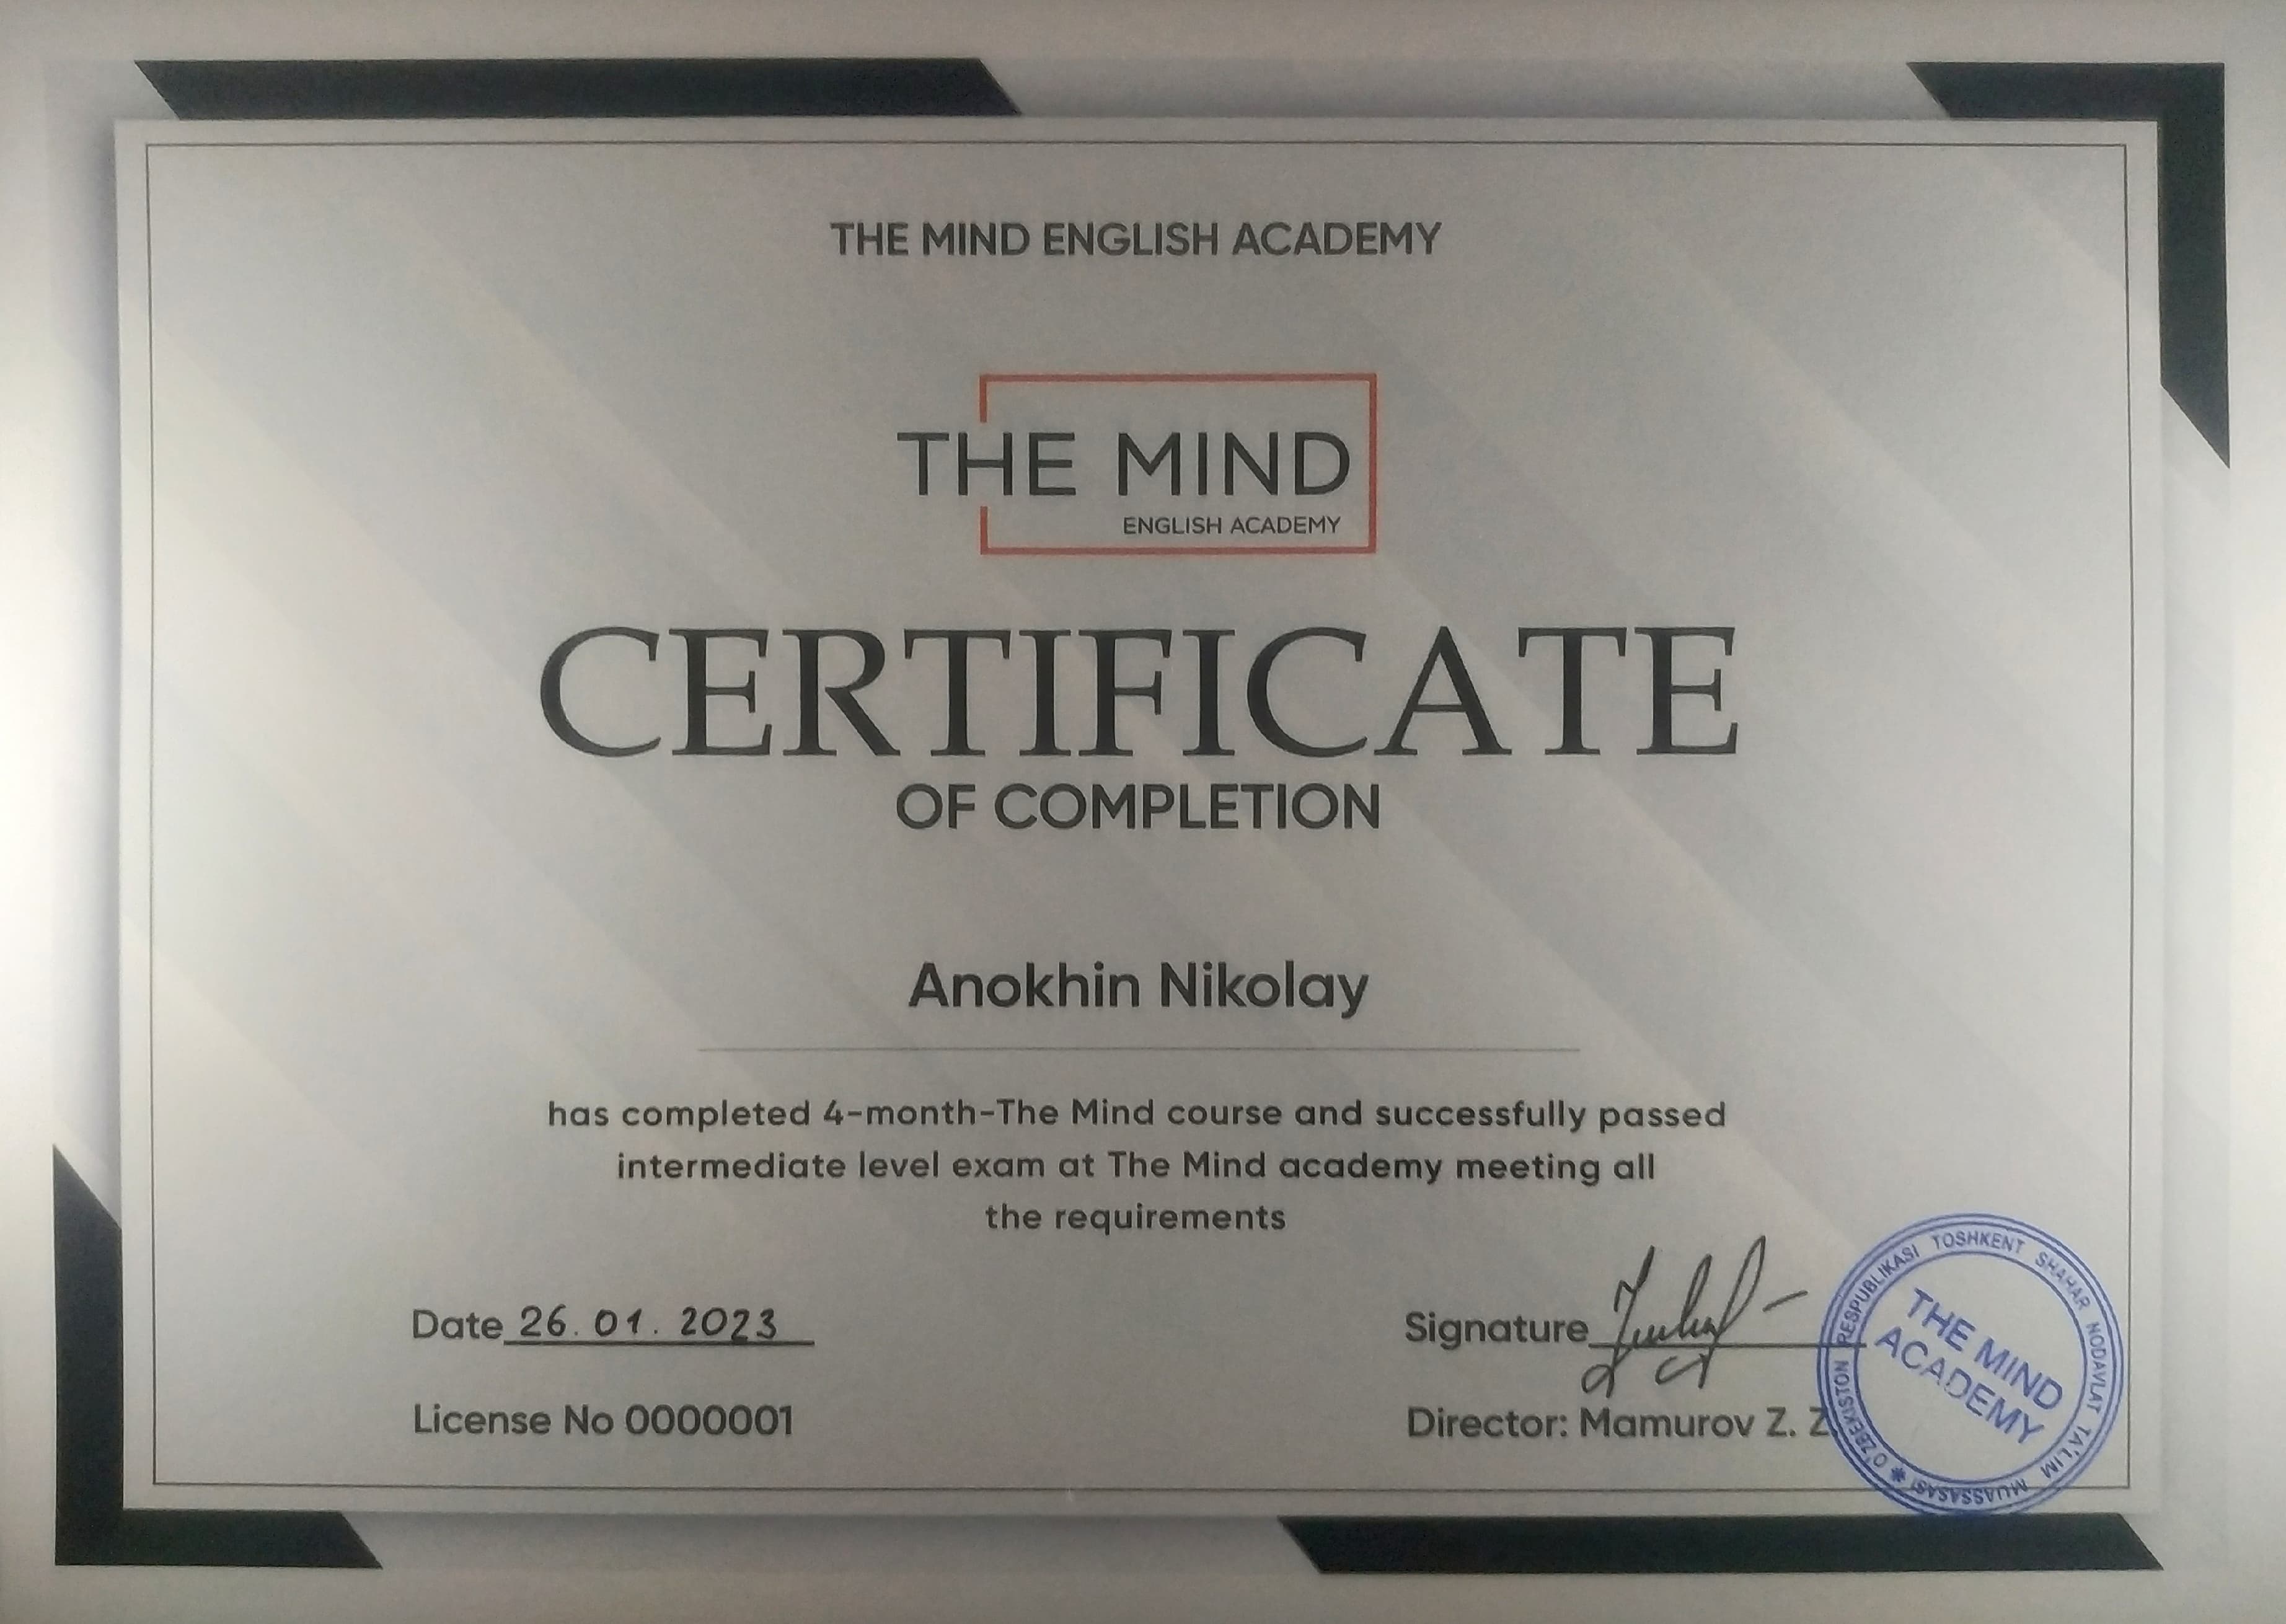 THE MIND ENGLISH ACADEMY
THE MIND
ENGLISH ACADEMY
CERTIFICATE
OF COMPLETION
Anokhin Nikolay
has completed 4-month-The Mind course and successfully passed
intermediate level exam at The Mind academy meeting all
the requirements
Date 26.01.2023
Signature
License No 0000001
Director: Mamurov Z. Z
O'ZBEKISTON RESPUBLIKASI TOSHKENT SHAHAR NODAVLAT TA'LIM MUASSASASI
THE MIND
ACADEMY